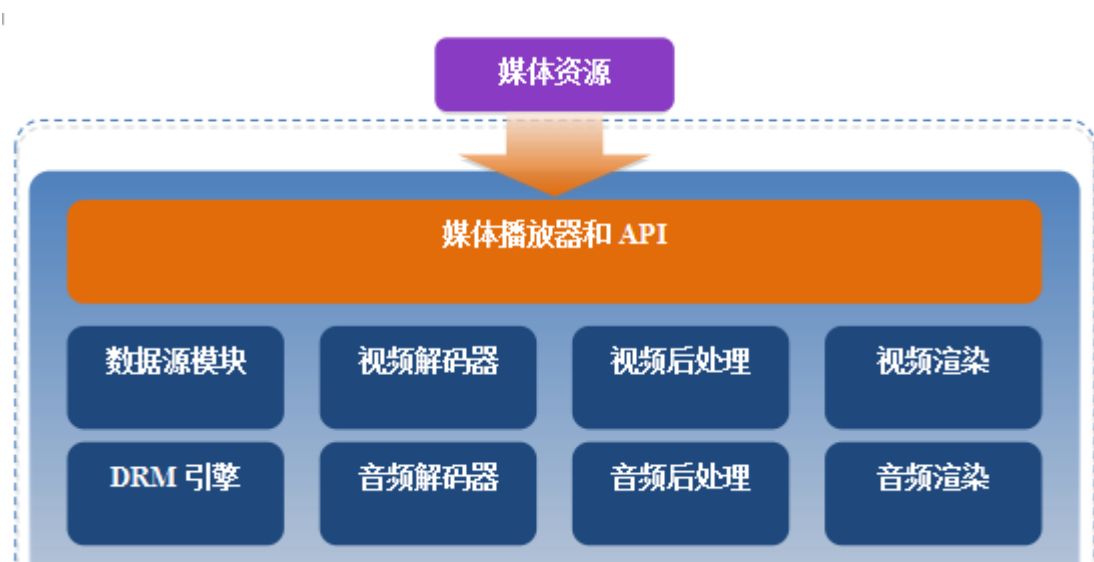 媒体资源
媒体播放器和 API
数据源模块
视频解码器
视频后处理
视频渲染
DRM 引擎
音频解码器
音频后处理
音频渲染